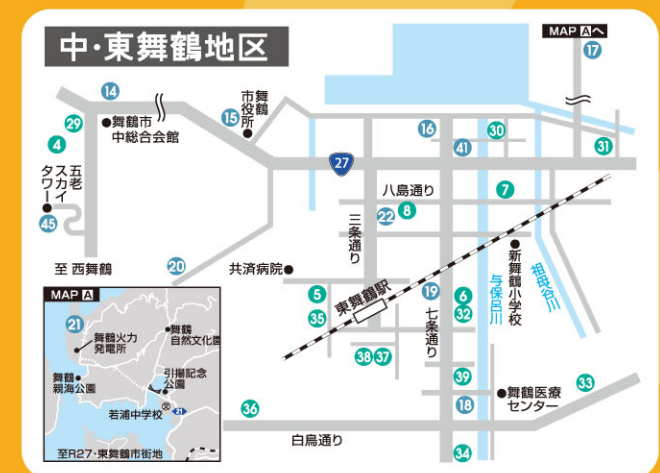 中・東舞鶴地区
MAP Aへ
17
14
29
4
舞鶴市
中総合会館
15
舞鶴
市役所
五老
スカイ
タワー
45
至 西舞鶴
20
27
16
41
30
31
八島通り
7
8
22
三条通り
共済病院
5
35
東舞鶴駅
19
七条通り
6
32
新舞鶴小学校
与保呂川
祖母谷川
38
37
39
18
舞鶴医療
センター
33
36
白鳥通り
34
MAP A
21
舞鶴火力
発電所
舞鶴
自然文化園
舞鶴
親海公園
引揚記念
公園
若浦中学校
文
21
至R27・東舞鶴市街地